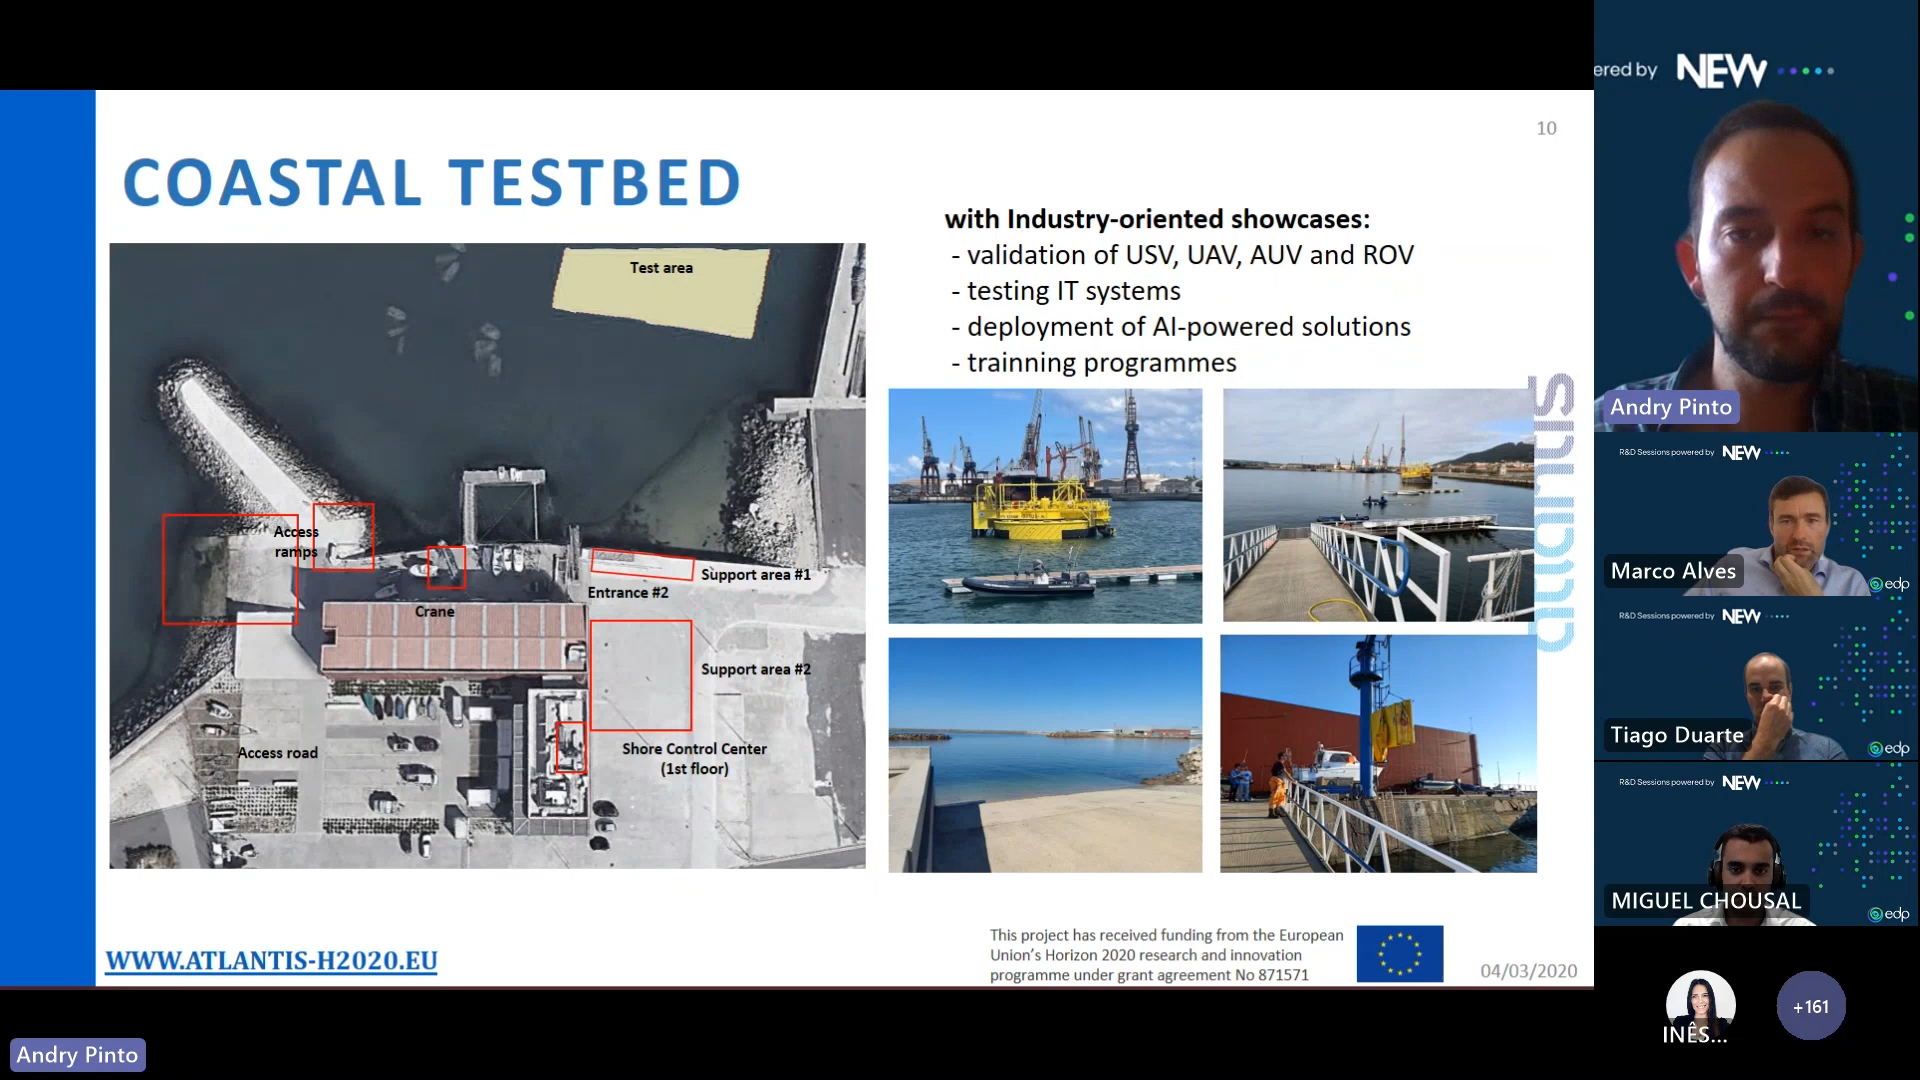 10
COASTAL TESTBED
with Industry-oriented showcases:
- validation of USV, UAV, AUV and ROV
- testing IT systems
- deployment of AI-powered solutions
- trainning programmes
Test area
Access
ramps
Crane
Support area #1
Entrance #2
Support area #2
Access road
Shore Control Center
(1st floor)
atlantis
WWW.ATLANTIS-H2020.EU
This project has received funding from the European
Union's Horizon 2020 research and innovation
programme under grant agreement No 871571
04/03/2020
Andry Pinto
ered by NEW
Andry Pinto
R&D Sessions powered by NEW
Marco Alves
edp
R&D Sessions powered by NEW
Tiago Duarte
edp
R&D Sessions powered by NEW
MIGUEL CHOUSAL
edp
INÊS...
+161